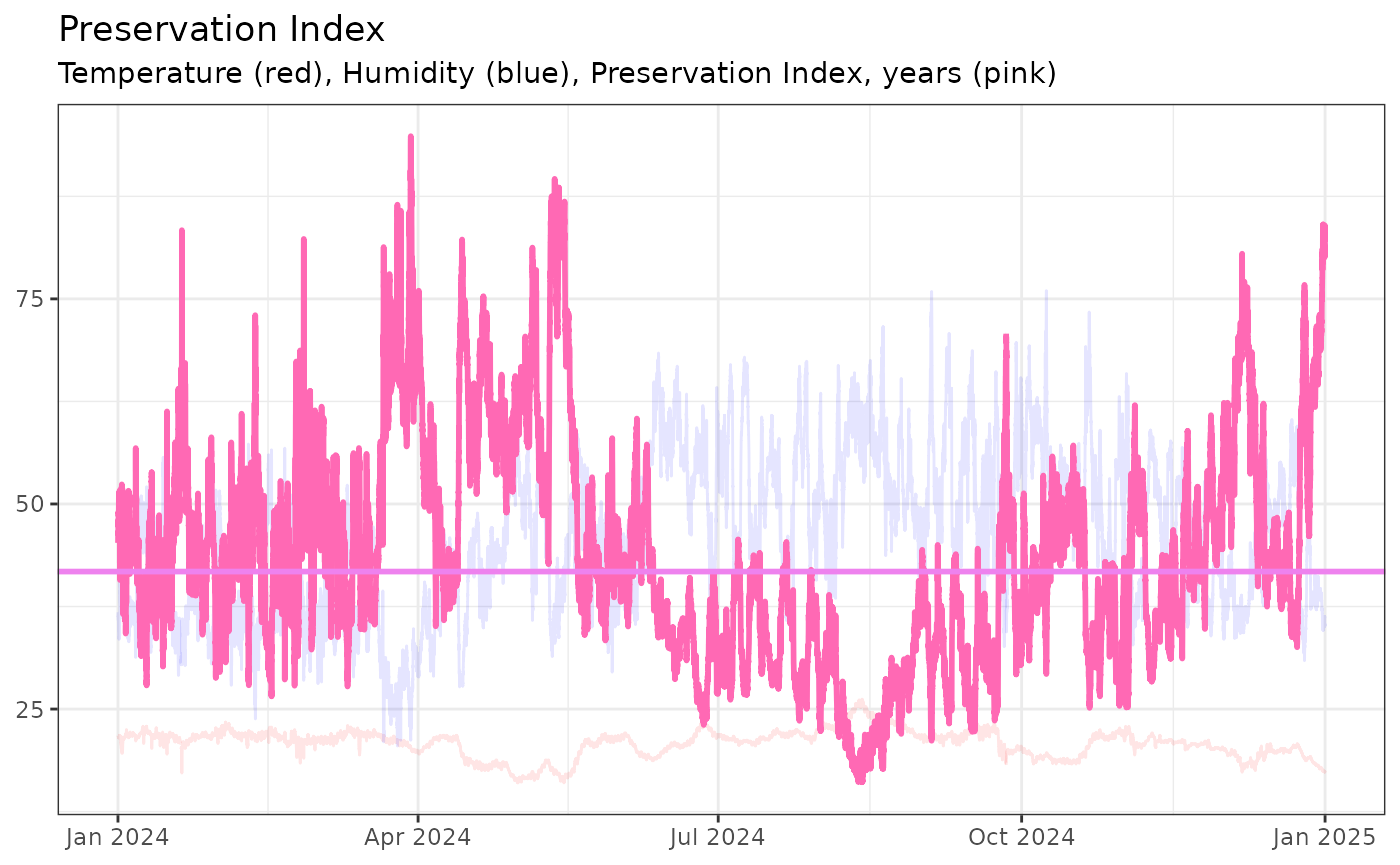 Preservation Index
Temperature (red), Humidity (blue), Preservation Index, years (pink)
75
50
25
Jan 2024
Apr 2024
Jul 2024
Oct 2024
Jan 2025